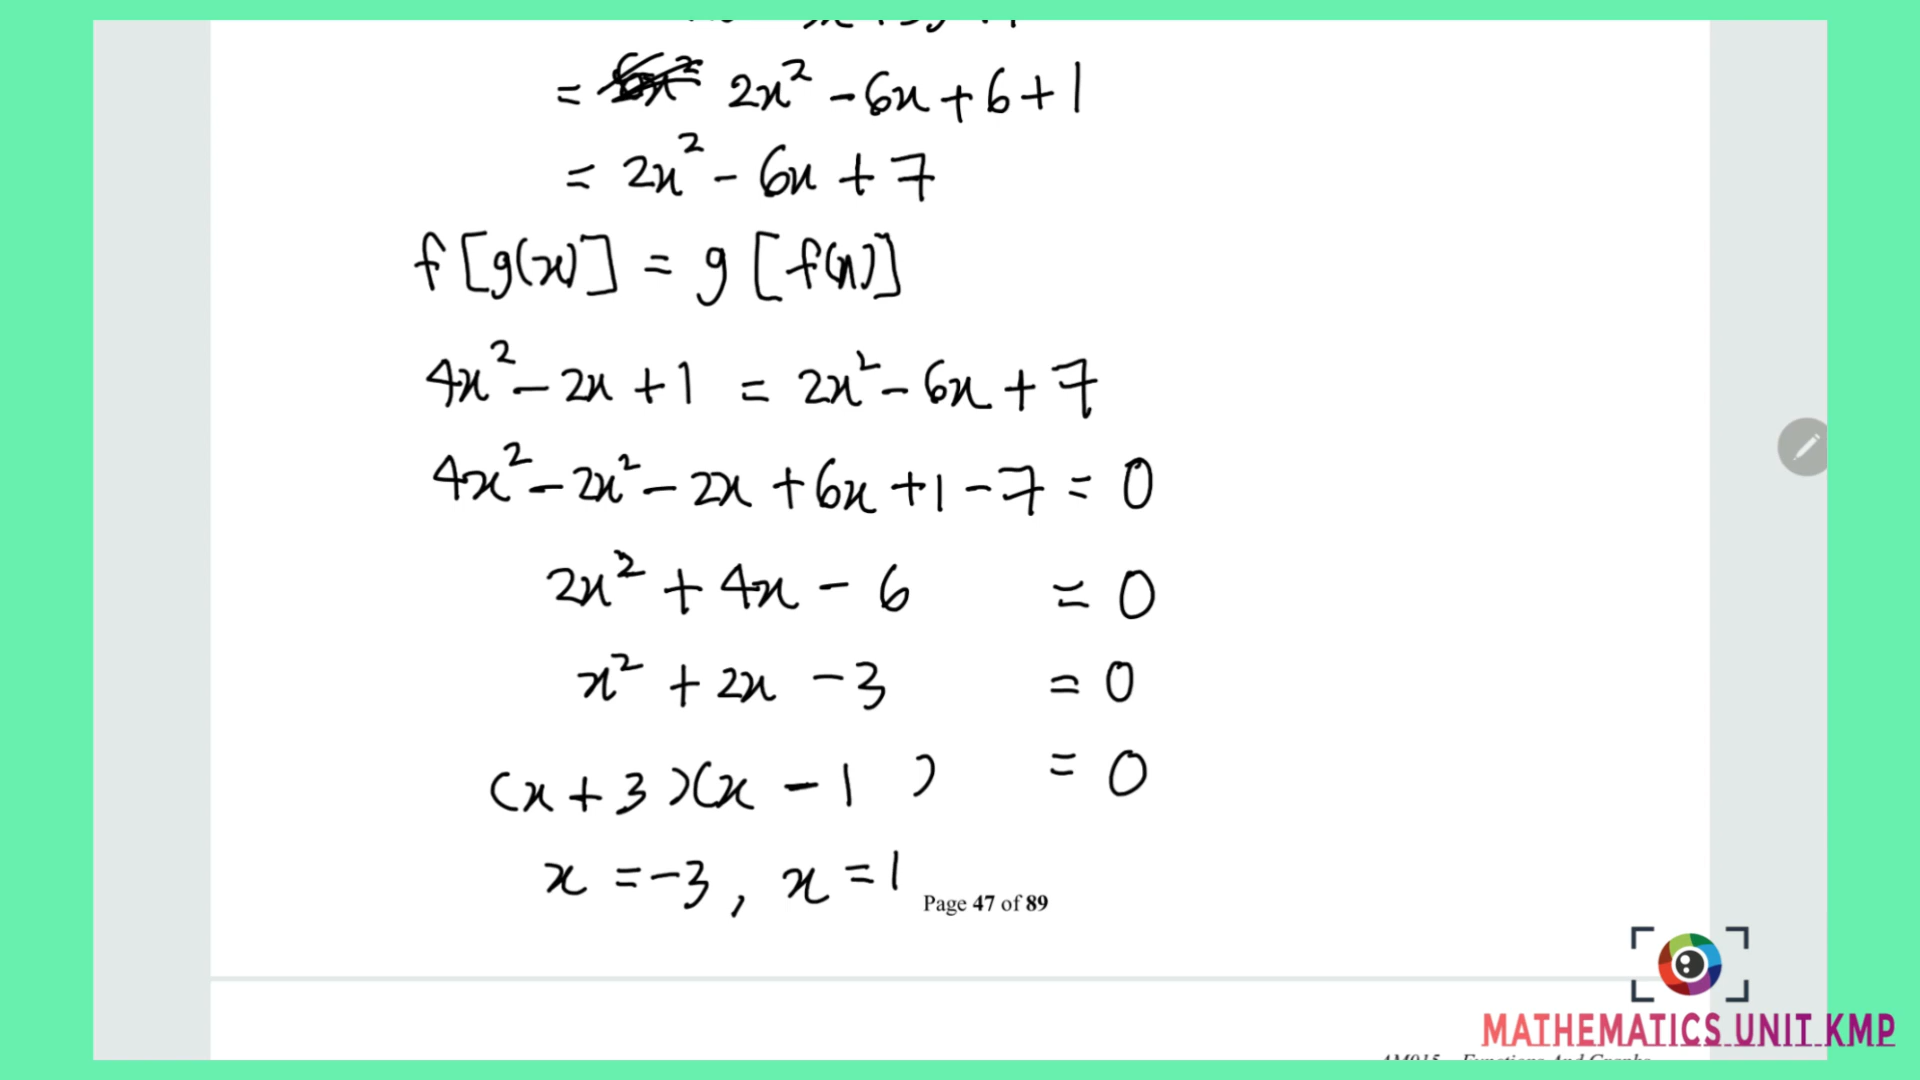 = 2x² - 6x + 6 + 1
= 2x² - 6x + 7
f[g(x)] = g[f(x)]
4x² - 2x + 1 = 2x² - 6x + 7
4x² - 2x² - 2x + 6x + 1 - 7 = 0
2x² + 4x - 6 = 0
x² + 2x - 3 = 0
(x + 3)(x - 1) = 0
x = -3, x = 1
Page 47 of 89
MATHEMATICS UNIT KMP